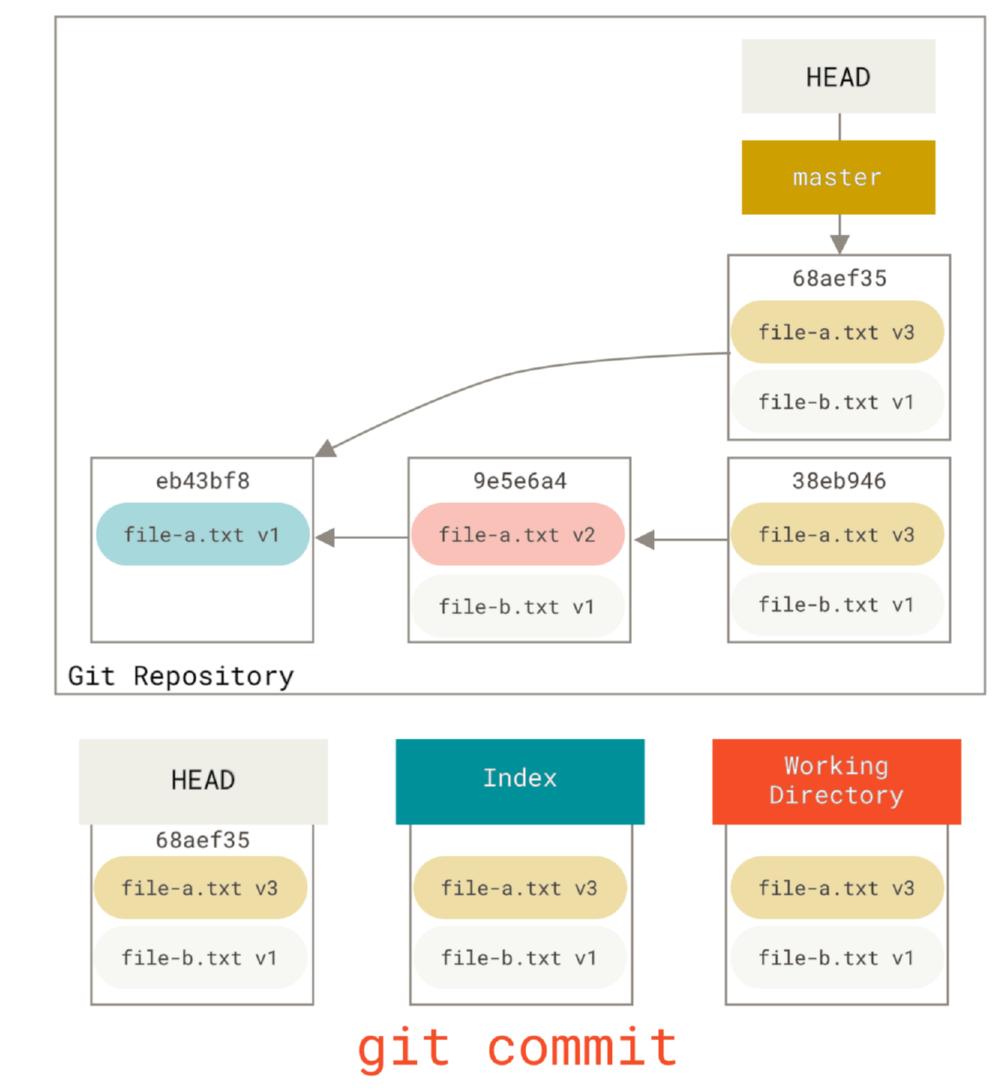 HEAD
master
68aef35
file-a.txt v3
file-b.txt v1
eb43bf8
file-a.txt v1
9e5e6a4
file-a.txt v2
file-b.txt v1
38eb946
file-a.txt v3
file-b.txt v1
Git Repository
HEAD
68aef35
file-a.txt v3
file-b.txt v1
Index
file-a.txt v3
file-b.txt v1
Working
Directory
file-a.txt v3
file-b.txt v1
git commit